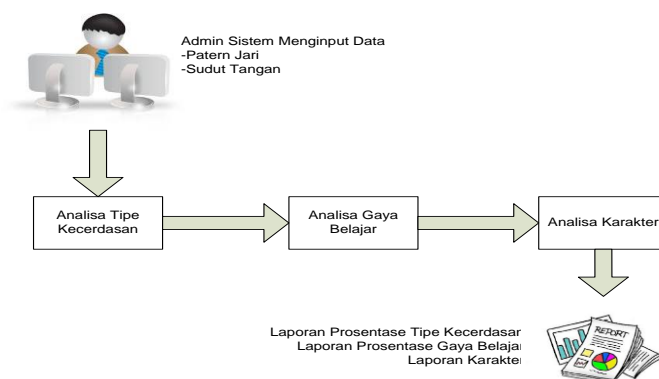 Admin Sistem Menginput Data
-Patern Jari
-Sudut Tangan
Analisa Tipe
Kecerdasan
Analisa Gaya
Belajar
Analisa Karakter
Laporan Prosentase Tipe Kecerdasan
Laporan Prosentase Gaya Belajar
Laporan Karakter
REPORT